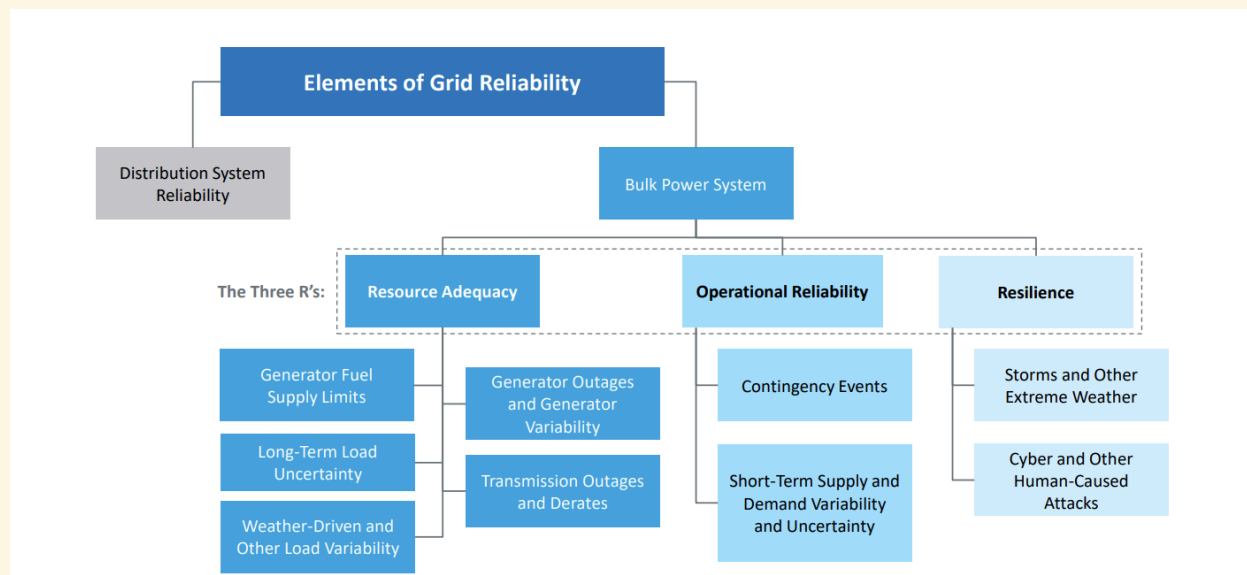 Elements of Grid Reliability
Distribution System
Reliability
Bulk Power System
The Three R's:
Resource Adequacy
Operational Reliability
Resilience
Generator Fuel
Supply Limits
Generator Outages
and Generator
Variability
Long-Term Load
Uncertainty
Transmission Outages
and Derates
Weather-Driven and
Other Load Variability
Contingency Events
Short-Term Supply and
Demand Variability
and Uncertainty
Storms and Other
Extreme Weather
Cyber and Other
Human-Caused
Attacks